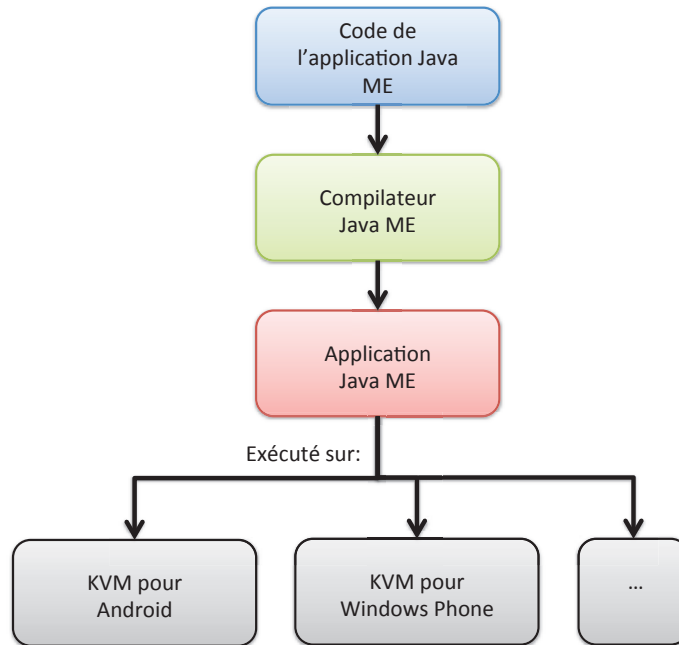 Code de
l’application Java
ME
Compilateur
Java ME
Application
Java ME
Exécuté sur:
KVM pour
Android
KVM pour
Windows Phone
...